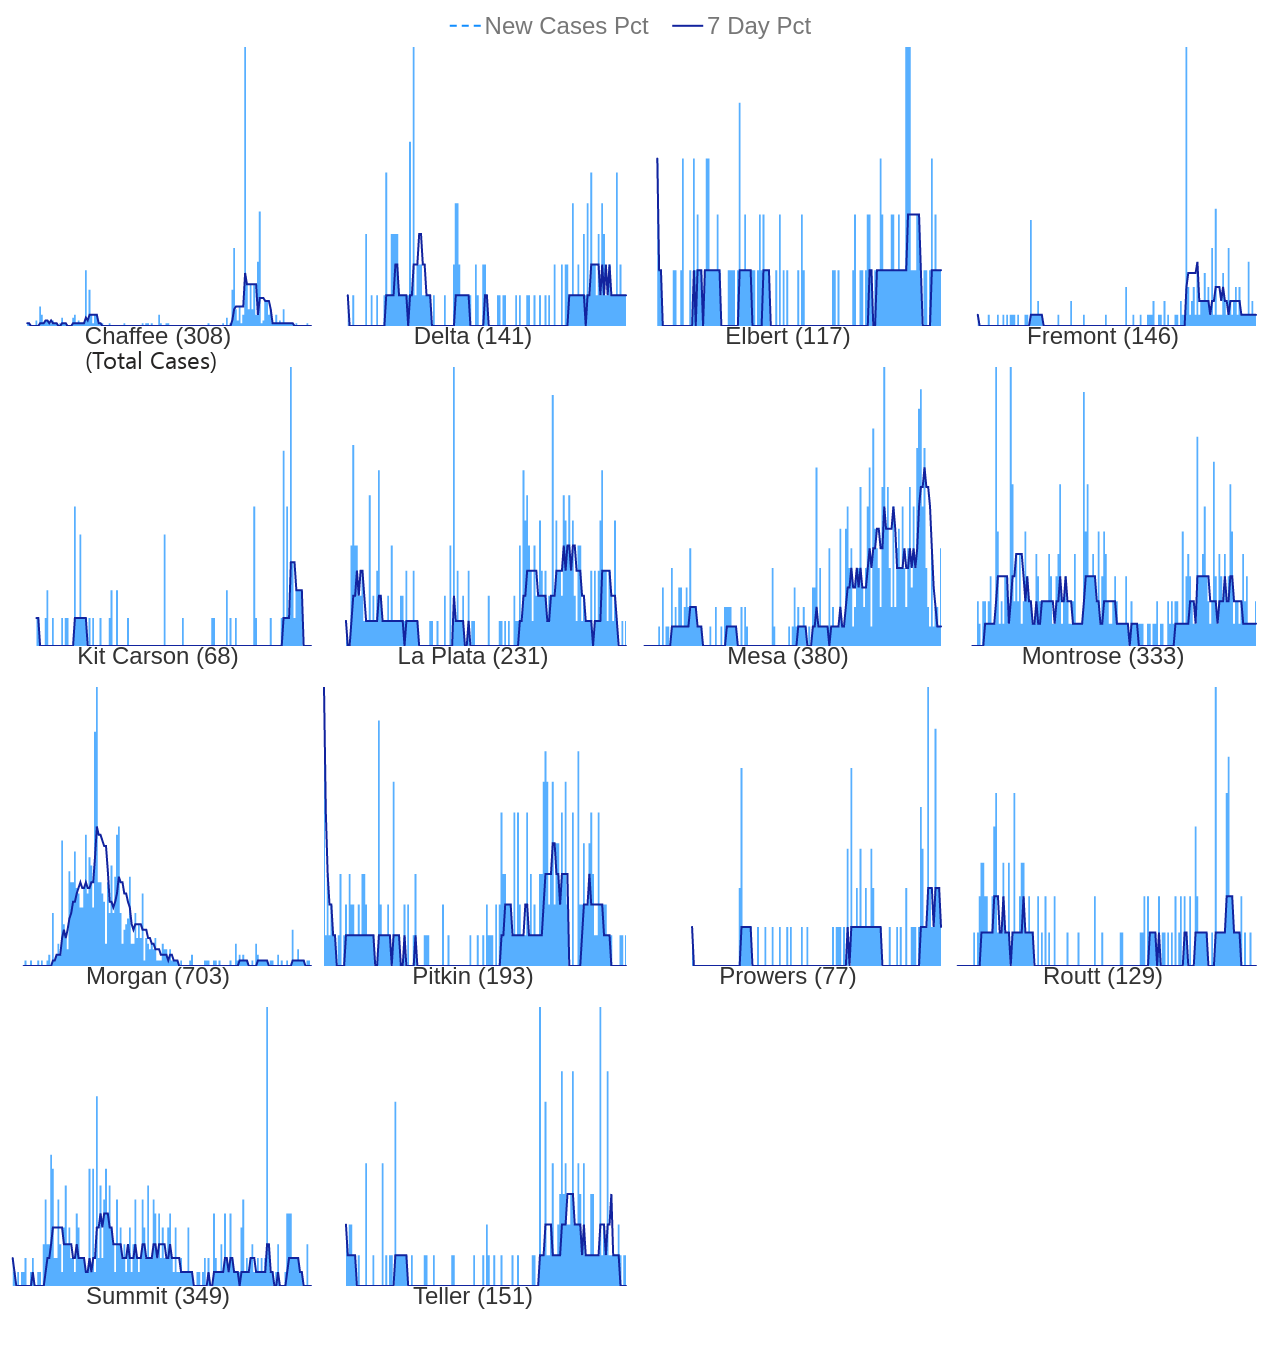 New Cases Pct 7 Day Pct
Chaffee (308) Delta (141) Elbert (117) Fremont (146)
(Total Cases)
Kit Carson (68) La Plata (231) Mesa (380) Montrose (333)
Morgan (703) Pitkin (193) Prowers (77) Routt (129)
Summit (349) Teller (151)